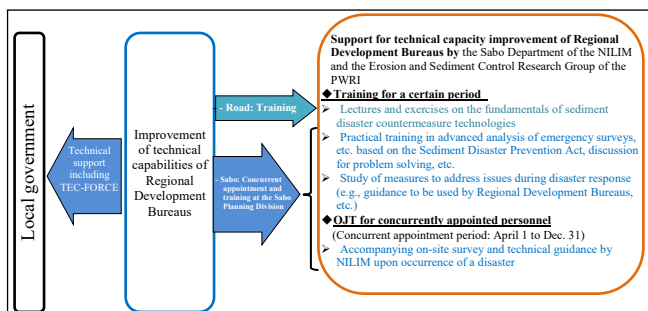 Local government
Technical
support
including
TEC-FORCE
Improvement
of technical
capabilities of
Regional
Development
Bureaus
- Road: Training
- Sabo: Concurrent
appointment and
training at the Sabo
Planning Division
Support for technical capacity improvement of Regional
Development Bureaus by the Sabo Department of the NILIM
and the Erosion and Sediment Control Research Group of the
PWRI
◆Training for a certain period
➢ Lectures and exercises on the fundamentals of sediment
disaster countermeasure technologies
➢ Practical training in advanced analysis of emergency surveys,
etc. based on the Sediment Disaster Prevention Act, discussion
for problem solving, etc.
➢ Study of measures to address issues during disaster response
(e.g., guidance to be used by Regional Development Bureaus,
etc.)
◆OJT for concurrently appointed personnel
(Concurrent appointment period: April 1 to Dec. 31)
➢ Accompanying on-site survey and technical guidance by
NILIM upon occurrence of a disaster